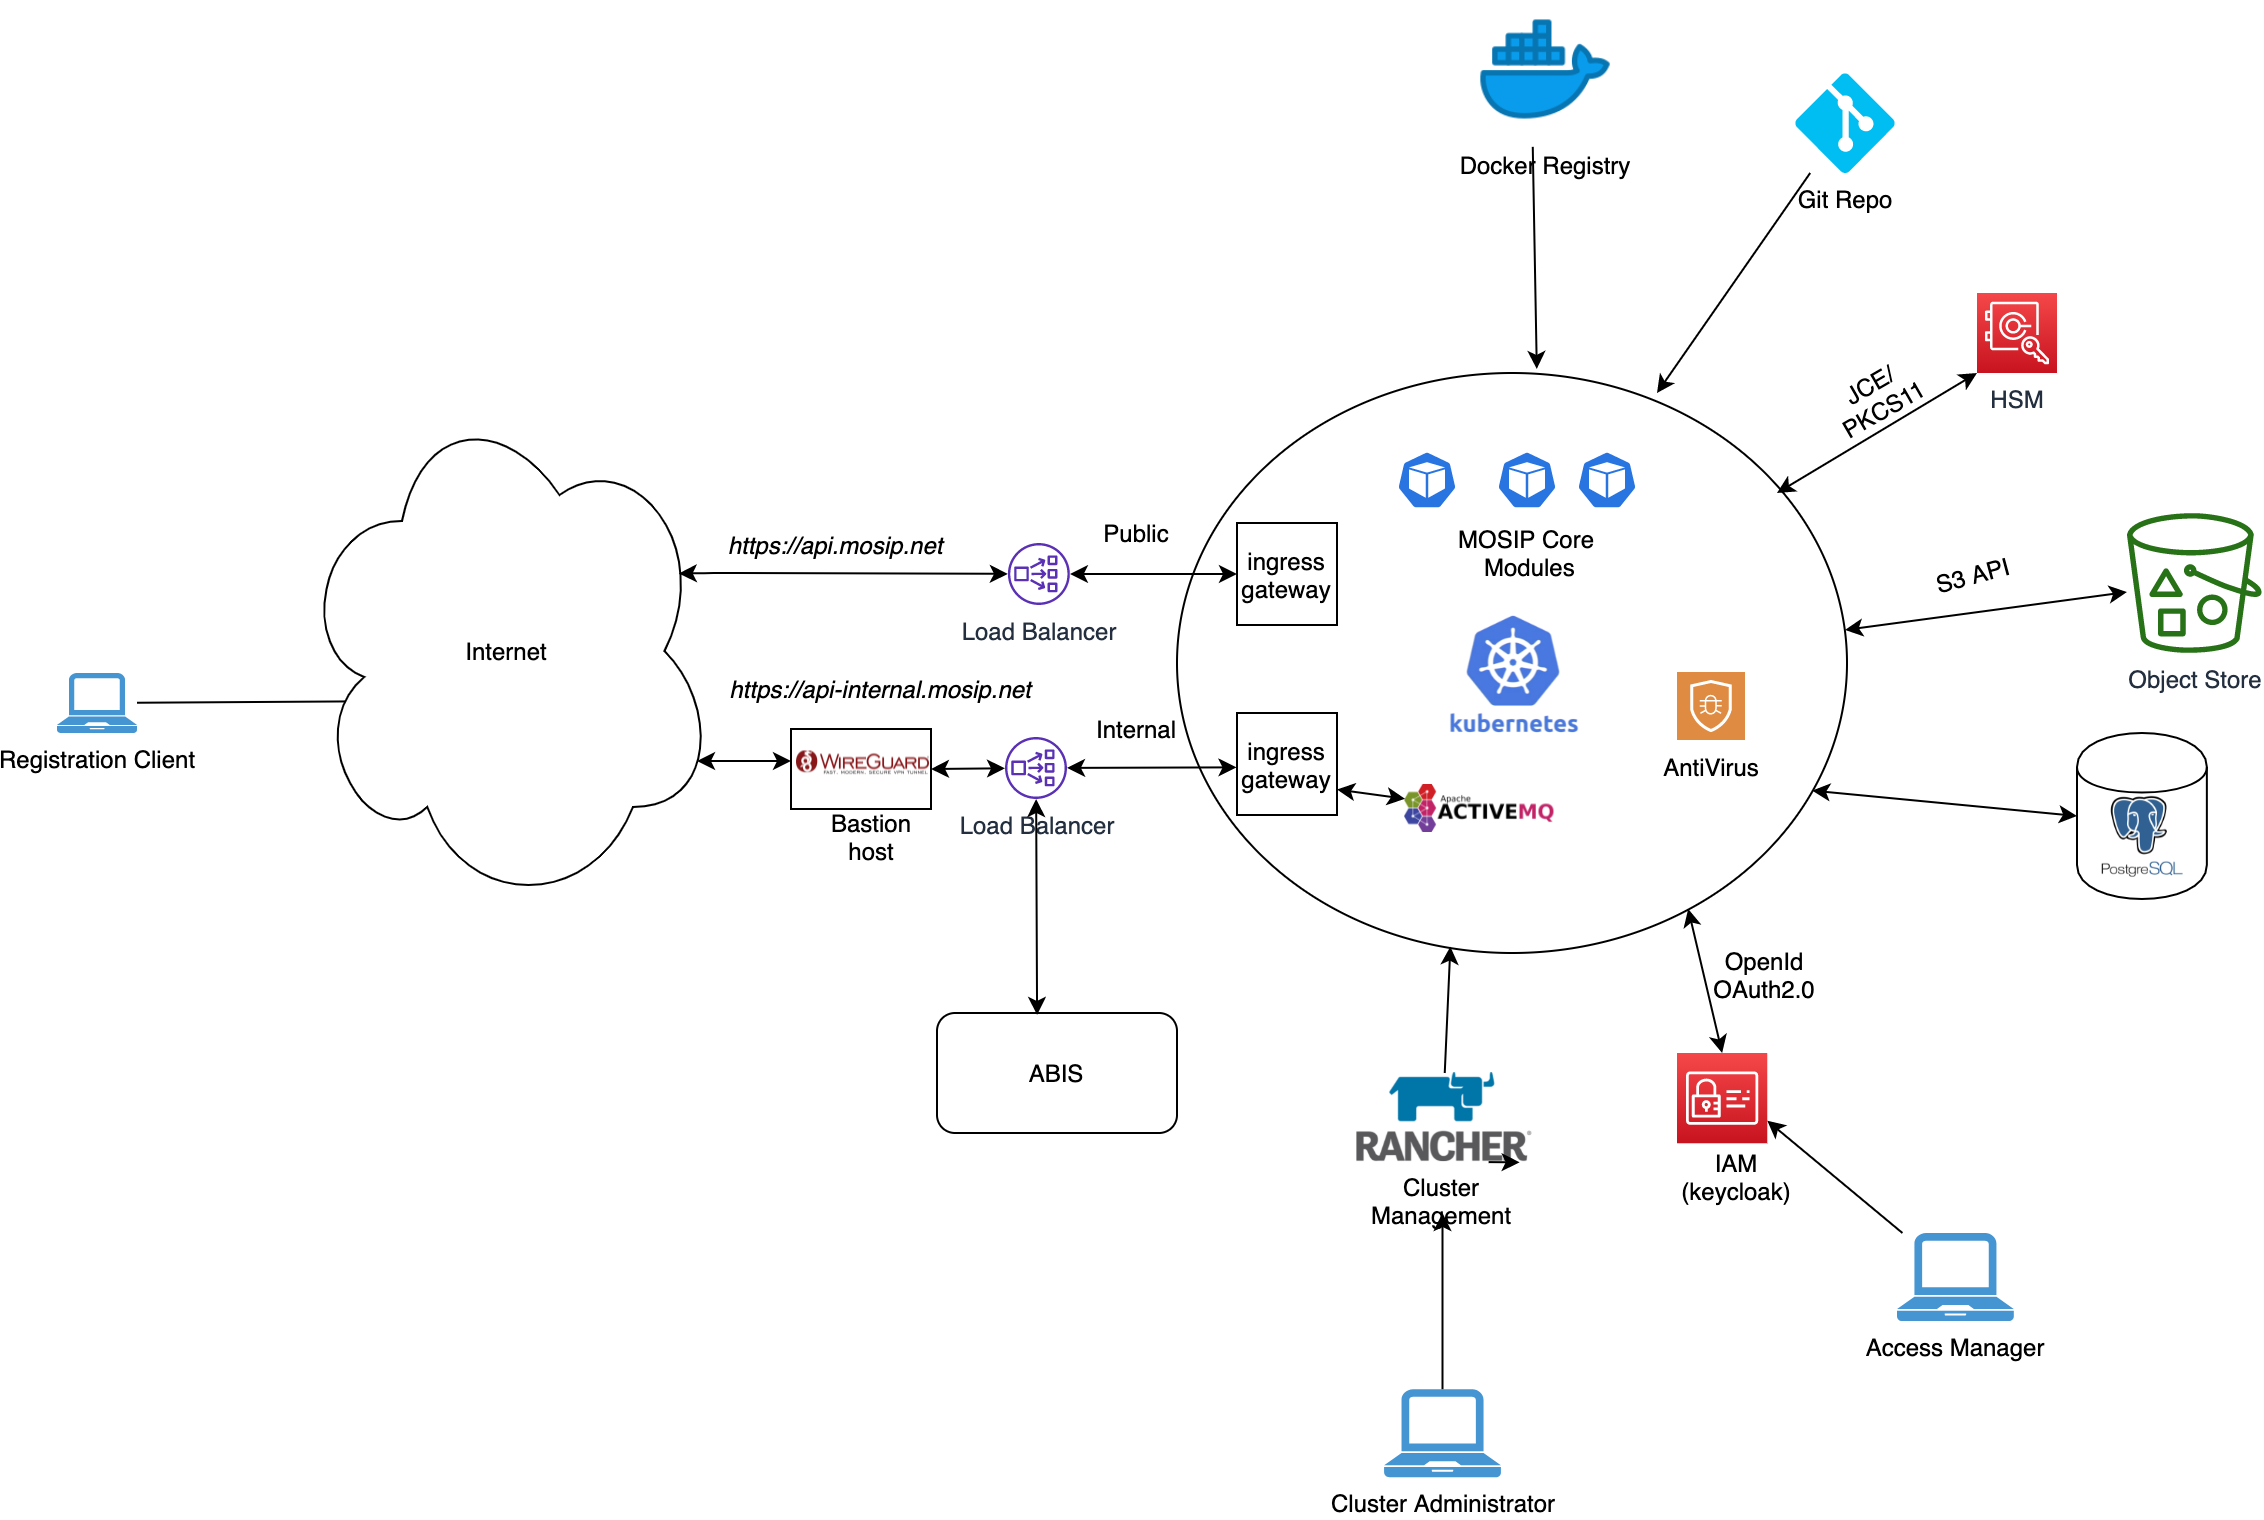 Docker Registry
Git Repo
JCE/
PKCS11
HSM
https://api.mosip.net
Public
ingress
gateway
Load Balancer
MOSIP Core
Modules
S3 API
Object Store
Internet
https://api-internal.mosip.net
Internal
kubernetes
Registration Client
WIREGUARD
FAST, MODERN, SECURE VPN TUNNEL
Bastion
host
Load Balancer
ingress
gateway
AntiVirus
Apache
ACTIVEMQ
PostgreSQL
OpenId
OAuth2.0
ABIS
RANCHER®
Cluster
Management
IAM
(keycloak)
Access Manager
Cluster Administrator